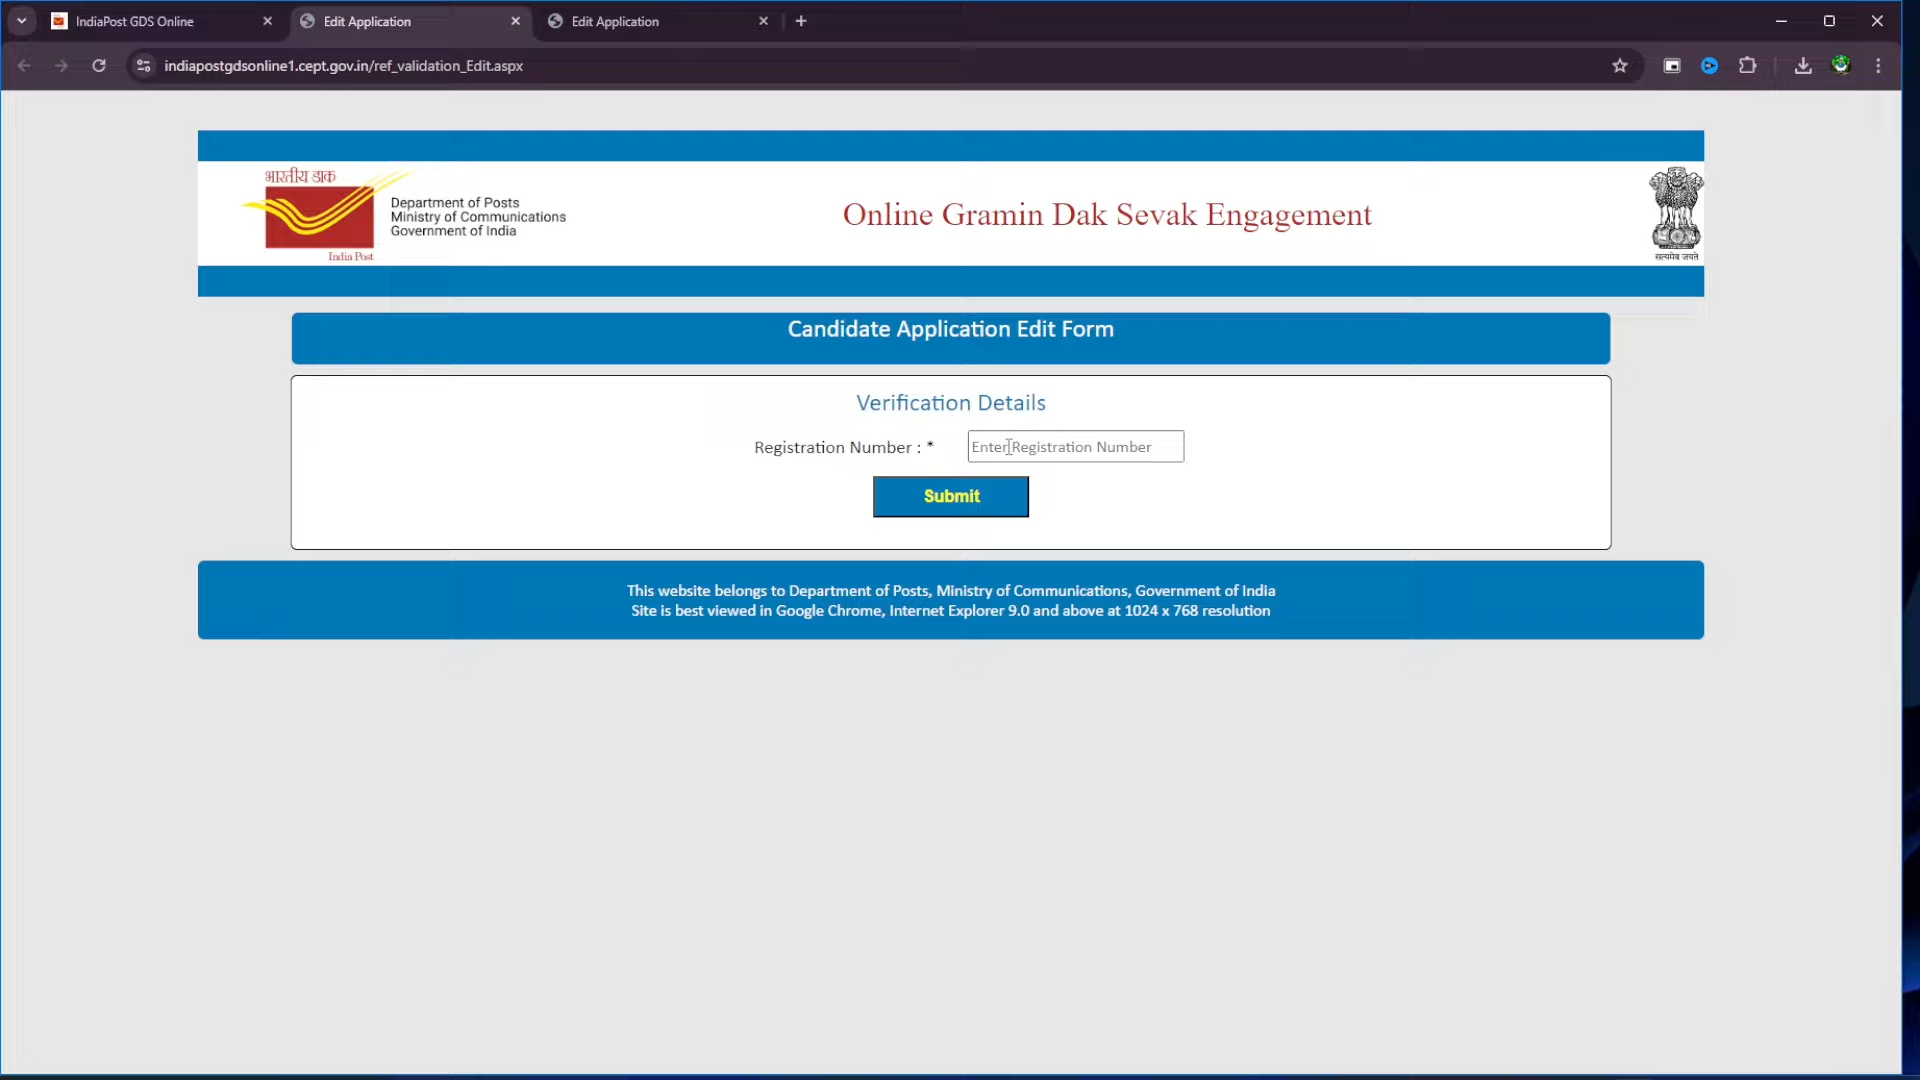 IndiaPost GDS Online
Edit Application
Edit Application
indiapostgdsonline1.cept.gov.in/ref_validation_Edit.aspx
भारतीय डाक
Department of Posts
Ministry of Communications
Government of India
India Post
Online Gramin Dak Sevak Engagement
सत्यमेव जयते
Candidate Application Edit Form
Verification Details
Registration Number : *
Enter Registration Number
Submit
This website belongs to Department of Posts, Ministry of Communications, Government of India
Site is best viewed in Google Chrome, Internet Explorer 9.0 and above at 1024 x 768 resolution